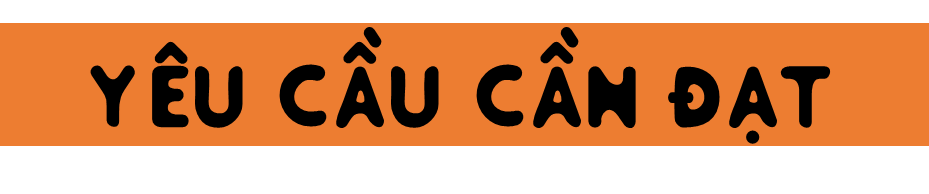 YÊU CẦU CẦN ĐẠT